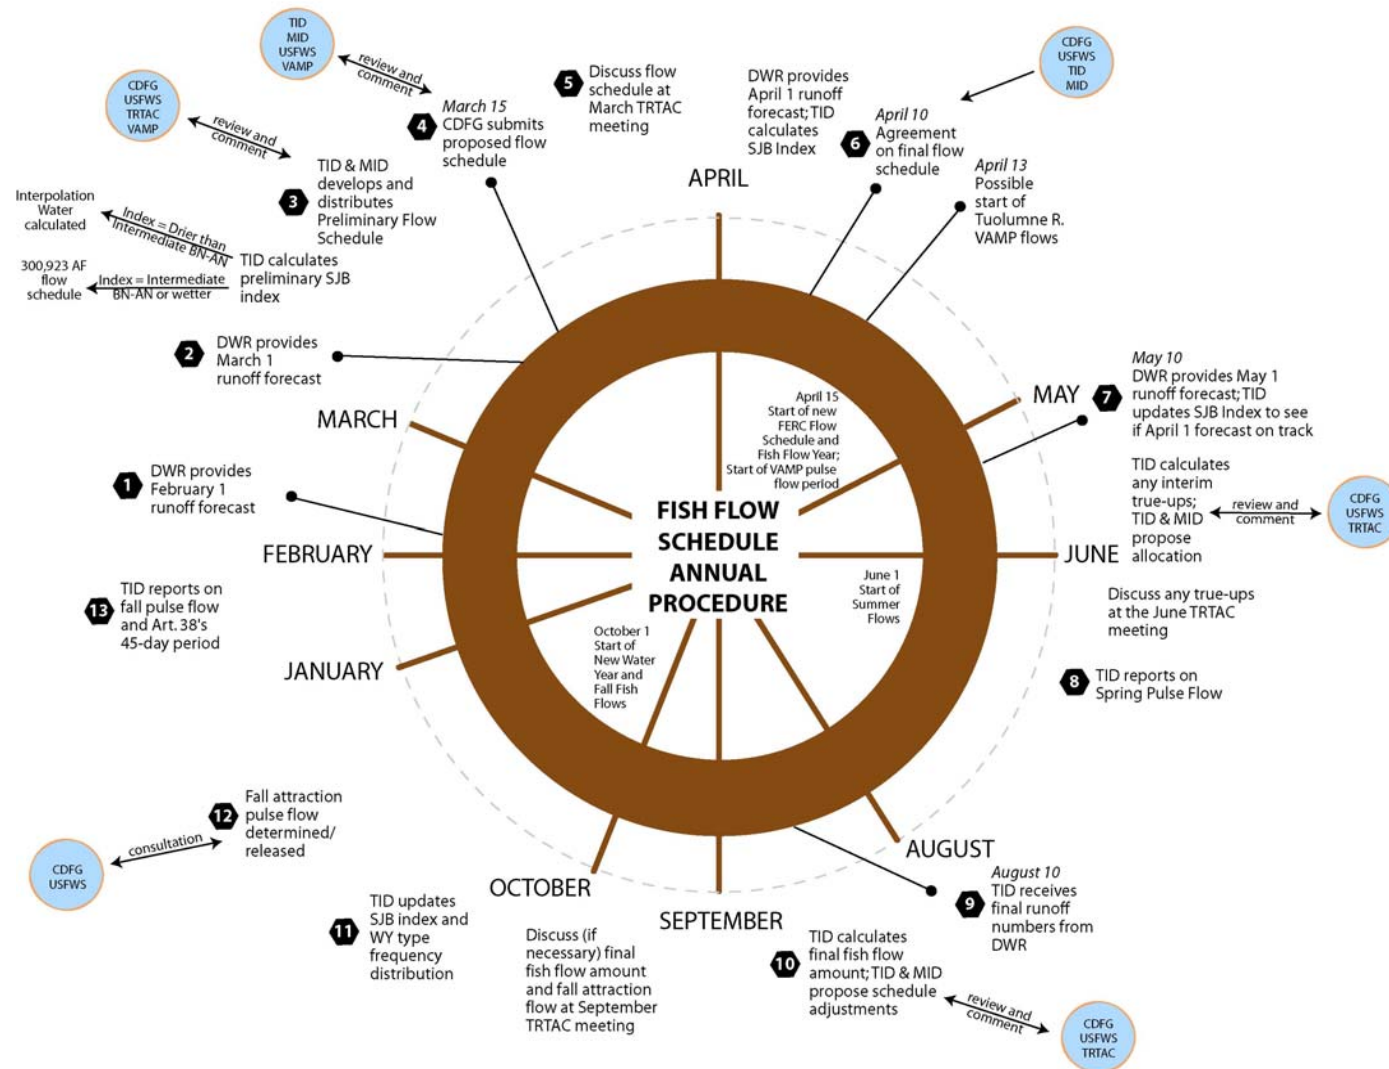 TID
MID
USFWS
VAMP
review and
comment
CDFG
USFWS
TRTAC
VAMP
review and
comment
5
Discuss flow
schedule at
March TRTAC
meeting
March 15
4
CDFG submits
proposed flow
schedule
DWR provides
April 1 runoff
forecast; TID
calculates
SJB Index
6
April 10
Agreement
on final flow
schedule
CDFG
USFWS
TID
MID
April 13
Possible
start of
Tuolumne R.
VAMP flows
3
TID & MID
develops and
distributes
Preliminary Flow
Schedule
Interpolation
Water
calculated
Index = Drier than
Intermediate BN-AN
300,923 AF
flow
schedule
Index = Intermediate
BN-AN or wetter
TID calculates
preliminary SJB
index
2
DWR provides
March 1
runoff forecast
APRIL
MARCH
MAY
May 10
7
DWR provides May 1
runoff forecast; TID
updates SJB Index to see
if April 1 forecast on track
April 15
Start of new
FERC Flow
Schedule and
Fish Flow Year;
Start of VAMP pulse
flow period
1
DWR provides
February 1
runoff forecast
TID calculates
any interim
true-ups;
TID & MID
propose
allocation
review and
comment
CDFG
USFWS
TRTAC
FISH FLOW
SCHEDULE
ANNUAL
PROCEDURE
FEBRUARY
JUNE
June 1
Start of
Summer
Flows
Discuss any true-ups
at the June TRTAC
meeting
13
TID reports on
fall pulse flow
and Art. 38's
45-day period
JANUARY
October 1
Start of
New Water
Year and
Fall Fish
Flows
8
TID reports on
Spring Pulse Flow
12
Fall attraction
pulse flow
determined/
released
consultation
CDFG
USFWS
AUGUST
August 10
9
TID receives
final runoff
numbers from
DWR
OCTOBER
SEPTEMBER
11
TID updates
SJB index and
WY type
frequency
distribution
Discuss (if
necessary) final
fish flow amount
and fall attraction
flow at September
TRTAC meeting
10
TID calculates
final fish flow
amount; TID & MID
propose schedule
adjustments
review and
comment
CDFG
USFWS
TRTAC